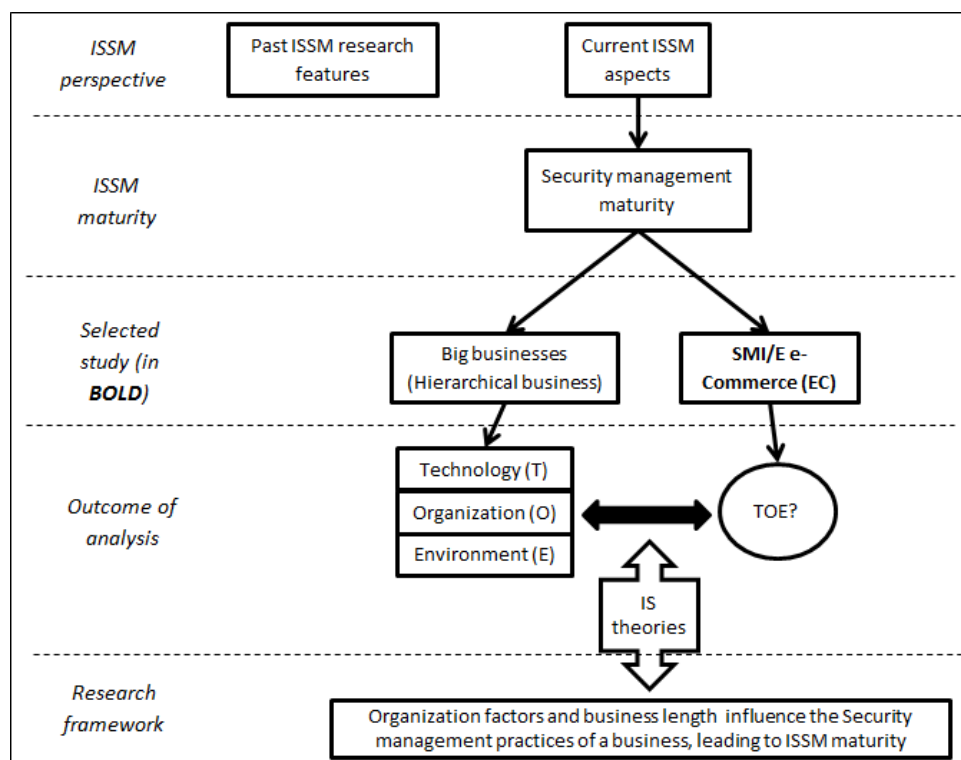 ISSM
perspective
Past ISSM research
features
Current ISSM
aspects
ISSM
maturity
Security management
maturity
Selected
study (in
BOLD)
Big businesses
(Hierarchical business)
SMI/E e-
Commerce (EC)
Outcome of
analysis
Technology (T)
Organization (O)
Environment (E)
TOE?
IS
theories
Research
framework
Organization factors and business length influence the Security
management practices of a business, leading to ISSM maturity